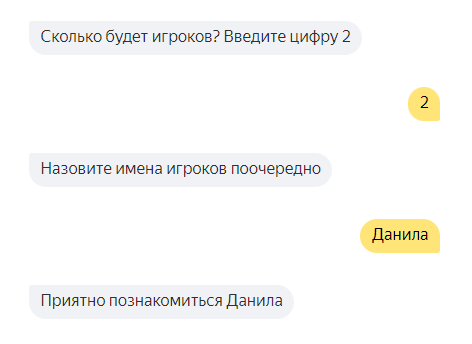 Сколько будет игроков? Введите цифру 2
2
Назовите имена игроков поочередно
Данила
Приятно познакомиться Данила